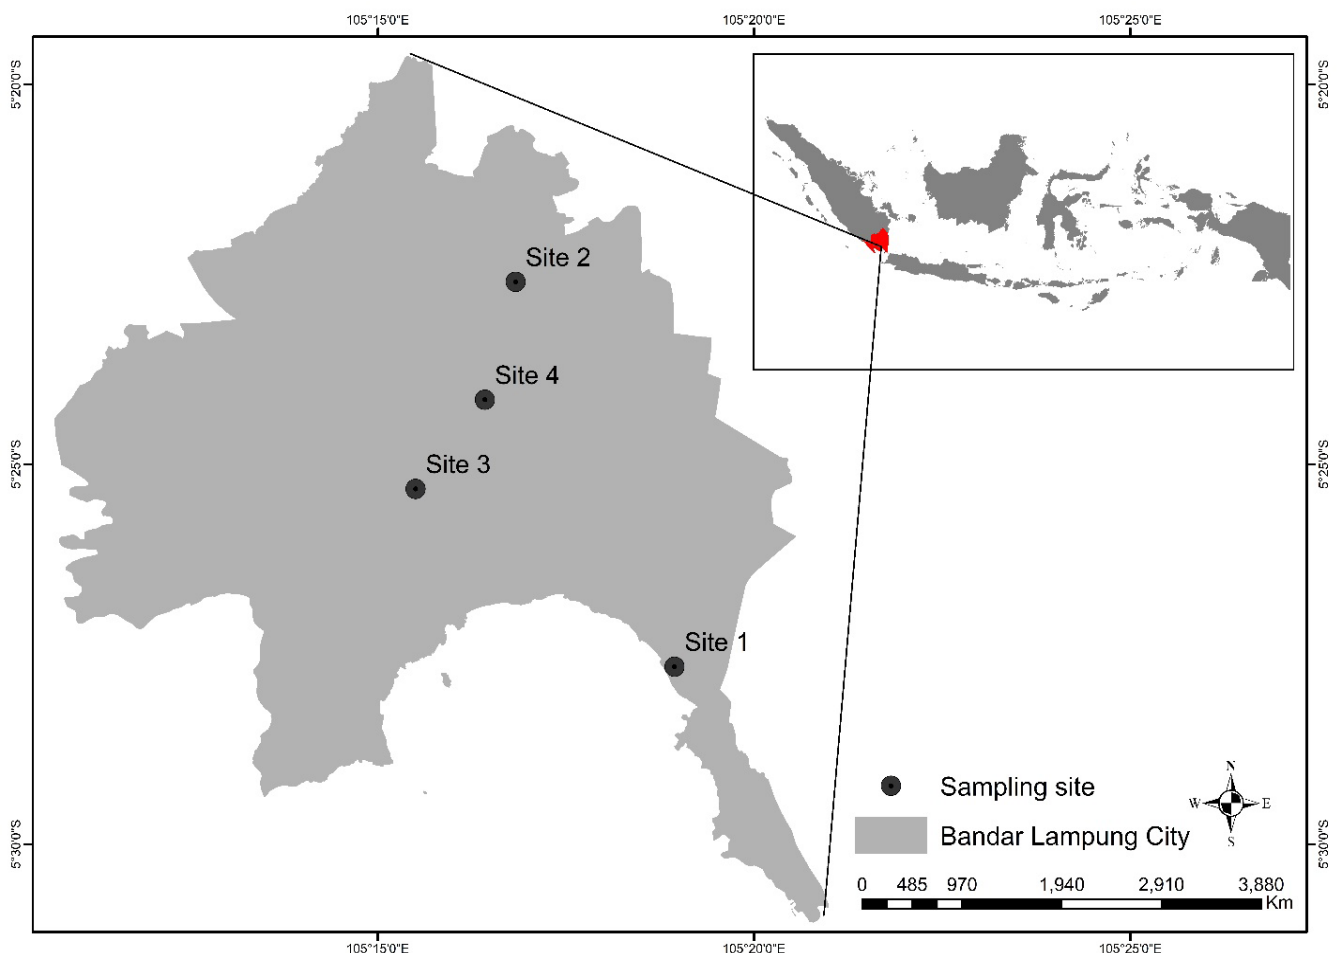 105°15'0"E 105°20'0"E 105°25'0"E
5°20'0"S 5°20'0"S
Site 2
Site 4
5°25'0"S 5°25'0"S
Site 3
Site 1
N
W E
S
Sampling site
Bandar Lampung City
5°30'0"S 5°30'0"S
0 485 970 1,940 2,910 3,880
Km
105°15'0"E 105°20'0"E 105°25'0"E